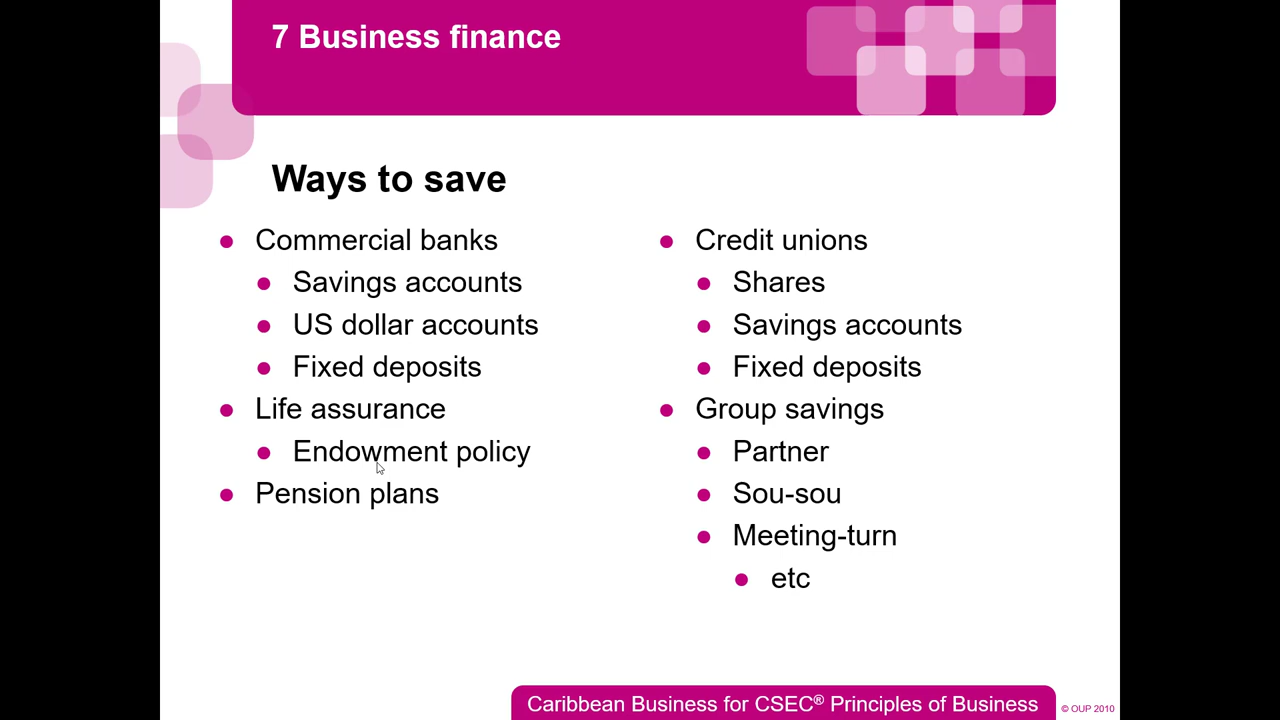 7 Business finance
Ways to save
Commercial banks
Savings accounts
US dollar accounts
Fixed deposits
Life assurance
Endowment policy
Pension plans
Credit unions
Shares
Savings accounts
Fixed deposits
Group savings
Partner
Sou-sou
Meeting-turn
etc
Caribbean Business for CSEC® Principles of Business
© OUP 2010